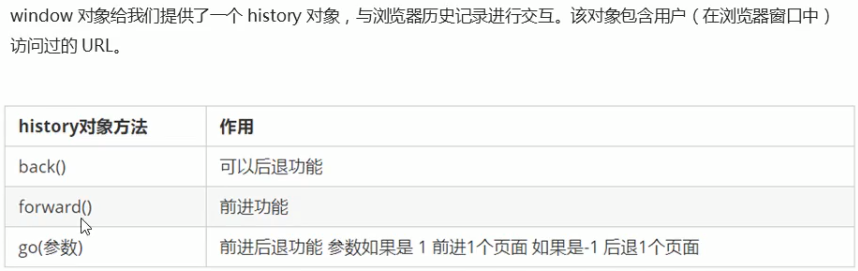 window 对象给我们提供了一个 history 对象，与浏览器历史记录进行交互。该对象包含用户（在浏览器窗口中）
访问过的 URL。
history对象方法 作用
back() 可以后退功能
forward() 前进功能
go(参数) 前进后退功能 参数如果是 1 前进1个页面 如果是-1 后退1个页面